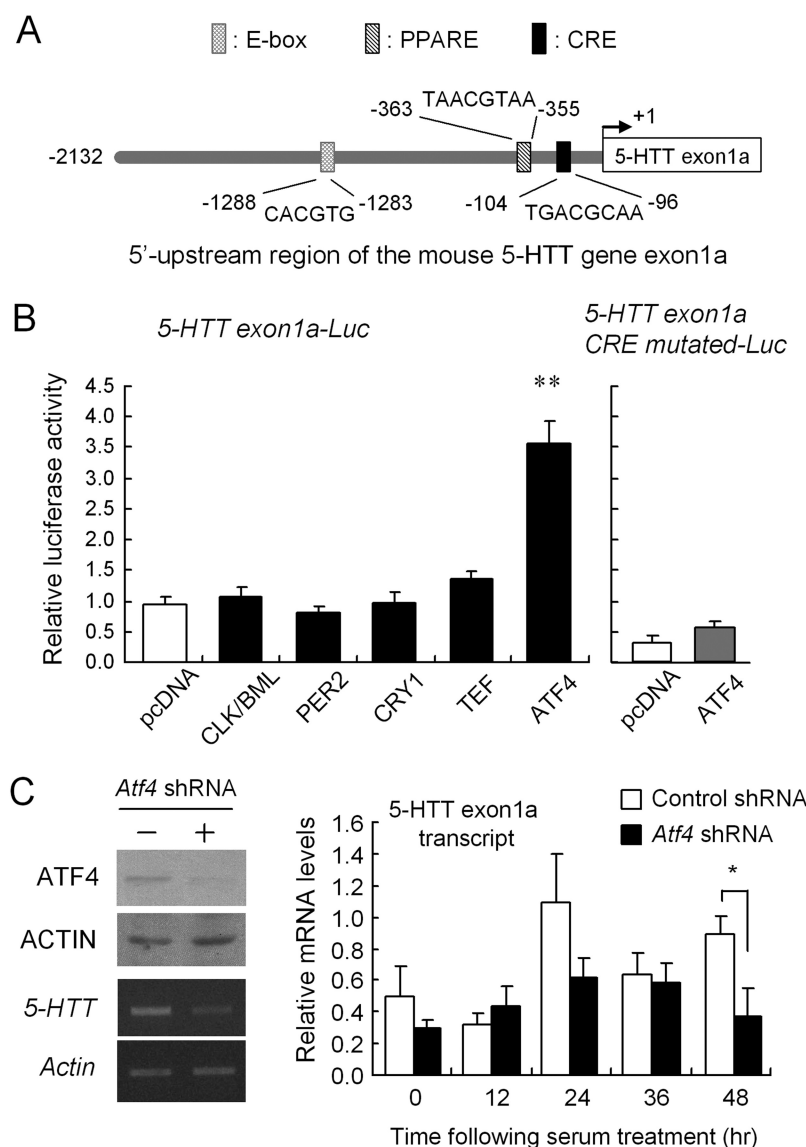 A
: E-box : PPARE : CRE
-363 TAACGTAA -355
+1
-2132 5-HTT exon1a
-1288 CACGTG -1283 -104 TGACGCAA -96
5'-upstream region of the mouse 5-HTT gene exon1a
B
5-HTT exon1a-Luc
5-HTT exon1a
CRE mutated-Luc
Relative luciferase activity
4.5
4.0
3.5
3.0
2.5
2.0
1.5
1.0
0.5
0.0
**
pcDNA CLK/BML PER2 CRY1 TEF ATF4
pcDNA ATF4
C
Atf4 shRNA
− +
ATF4
ACTIN
5-HTT
Actin
5-HTT exon1a
transcript
Control shRNA
Atf4 shRNA
Relative mRNA levels
1.6
1.4
1.2
1.0
0.8
0.6
0.4
0.2
0.0
*
0 12 24 36 48
Time following serum treatment (hr)